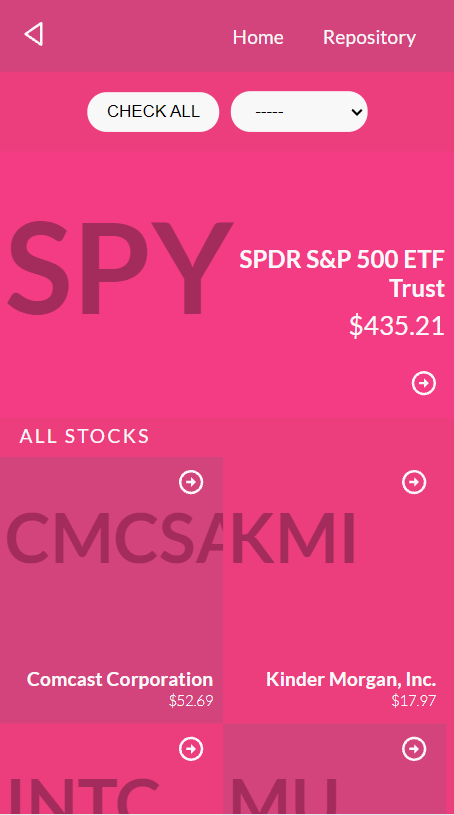 Home Repository
CHECK ALL -----
SPY
SPDR S&P 500 ETF
Trust
$435.21
ALL STOCKS
CMCSA
Comcast Corporation
$52.69
KMI
Kinder Morgan, Inc.
$17.97
INTC
MU